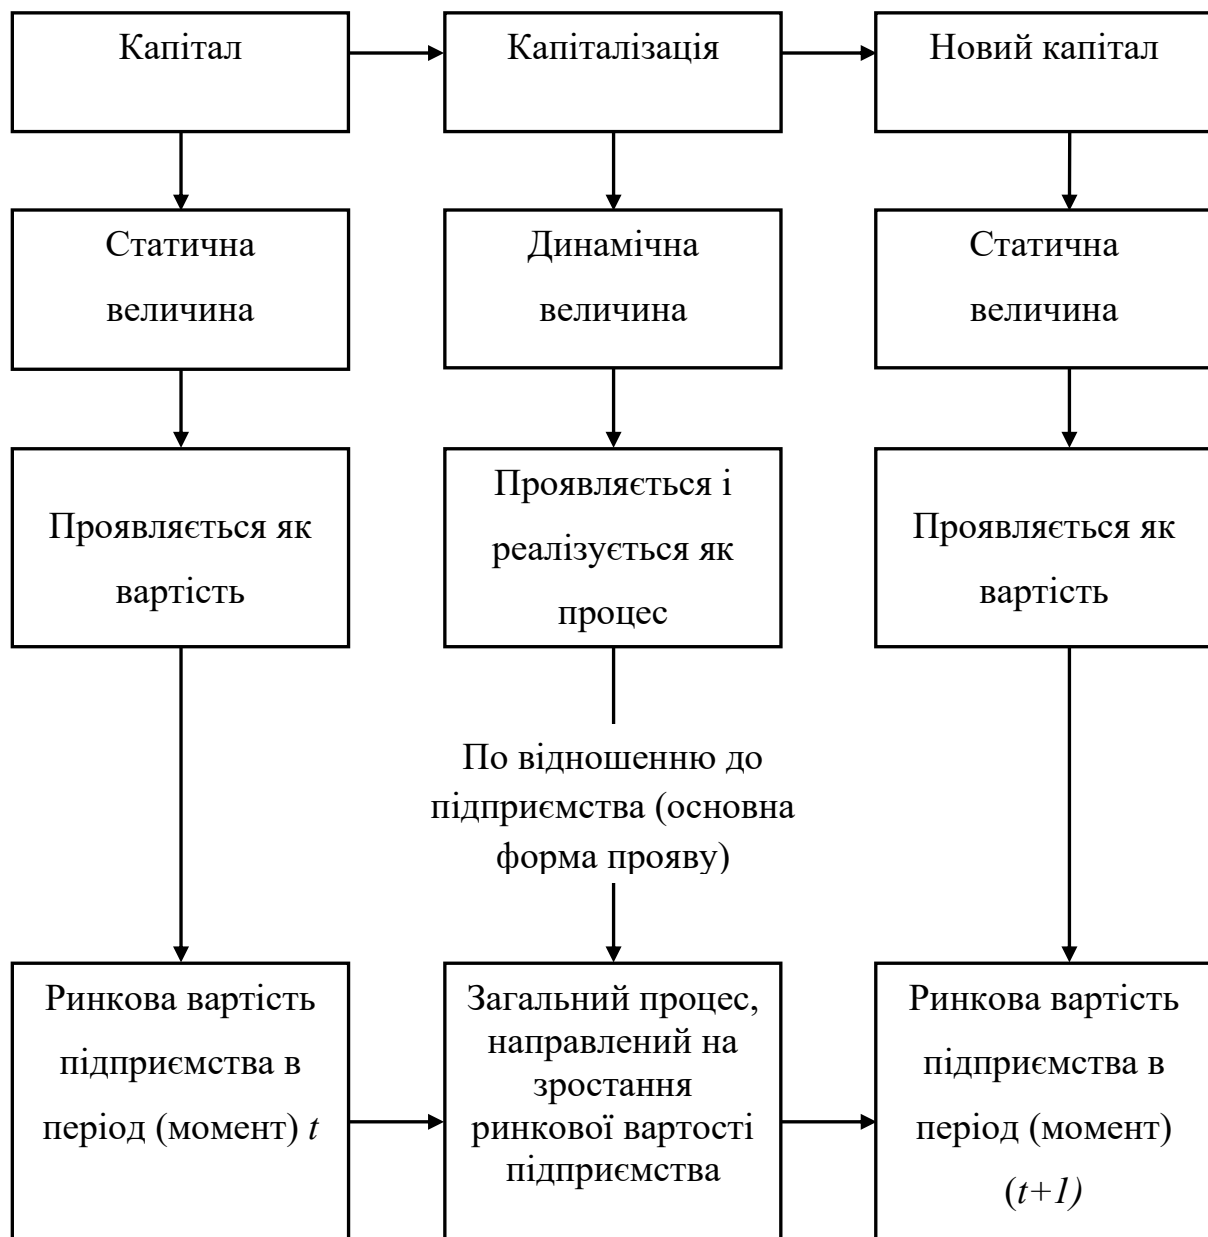 Капітал
Капіталізація
Новий капітал
Статична
величина
Динамічна
величина
Статична
величина
Проявляється як
вартість
Проявляється і
реалізується як
процес
Проявляється як
вартість
По відношенню до
підприємства (основна
форма прояву)
Ринкова вартість
підприємства в
період (момент) t
Загальний процес,
направлений на
зростання
ринкової вартості
підприємства
Ринкова вартість
підприємства в
період (момент)
(t+1)